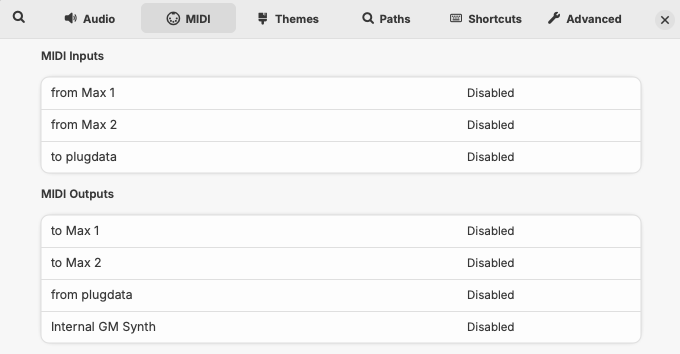 Audio MIDI Themes Paths Shortcuts Advanced
MIDI Inputs
from Max 1 Disabled
from Max 2 Disabled
to plugdata Disabled
MIDI Outputs
to Max 1 Disabled
to Max 2 Disabled
from plugdata Disabled
Internal GM Synth Disabled